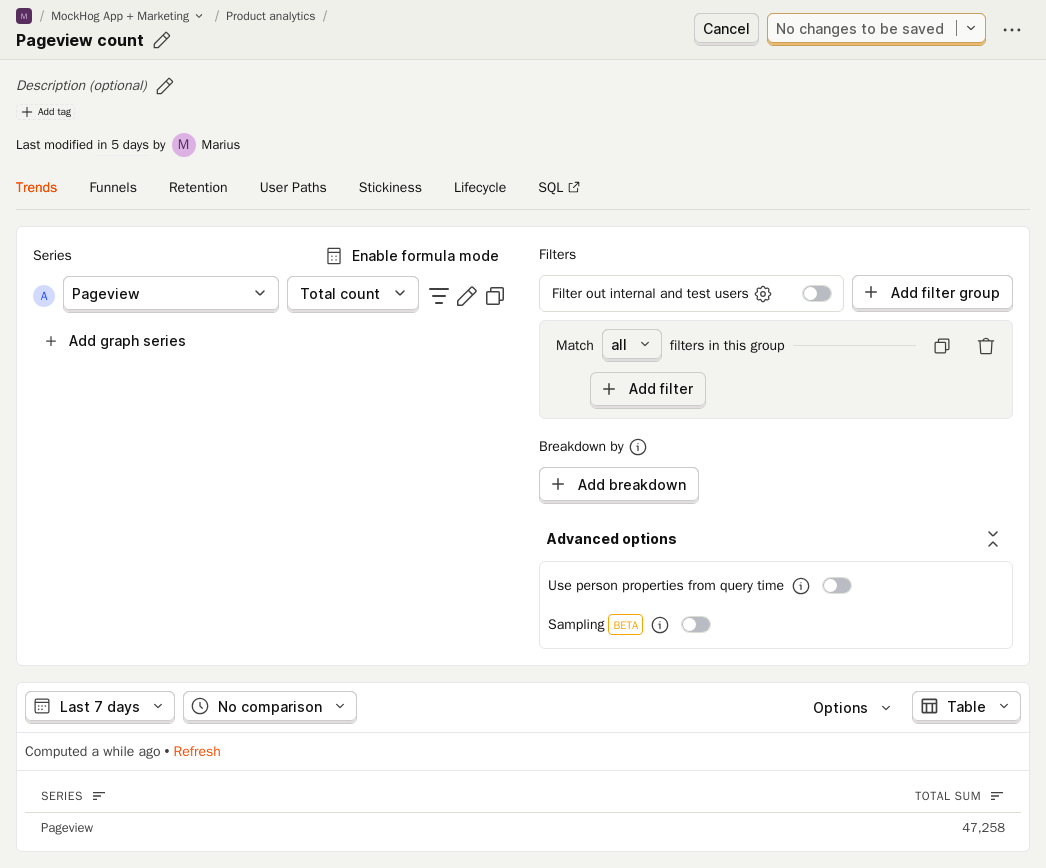 M / MockHog App + Marketing / Product analytics /
Pageview count
Cancel
No changes to be saved
Description (optional)
Add tag
Last modified in 5 days by M Marius
Trends Funnels Retention User Paths Stickiness Lifecycle SQL
Series
Enable formula mode
A Pageview Total count
Add graph series
Filters
Filter out internal and test users
Add filter group
Match all filters in this group
Add filter
Breakdown by
Add breakdown
Advanced options
Use person properties from query time
Sampling BETA
Last 7 days No comparison Options Table
Computed a while ago • Refresh
SERIES TOTAL SUM
Pageview 47,258